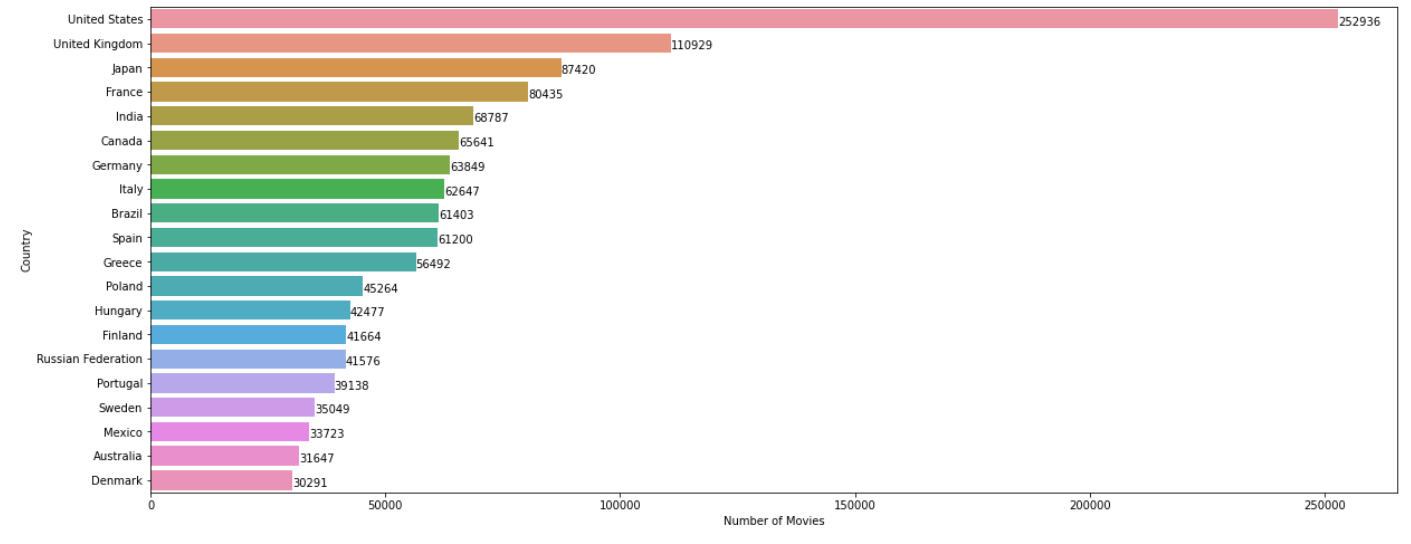 United States 252936
United Kingdom 110929
Japan 87420
France 80435
India 68787
Canada 65641
Germany 63849
Italy 62647
Brazil 61403
Spain 61200
Greece 56492
Poland 45264
Hungary 42477
Finland 41664
Russian Federation 41576
Portugal 39138
Sweden 35049
Mexico 33723
Australia 31647
Denmark 30291
Country
0 50000 100000 150000 200000 250000
Number of Movies